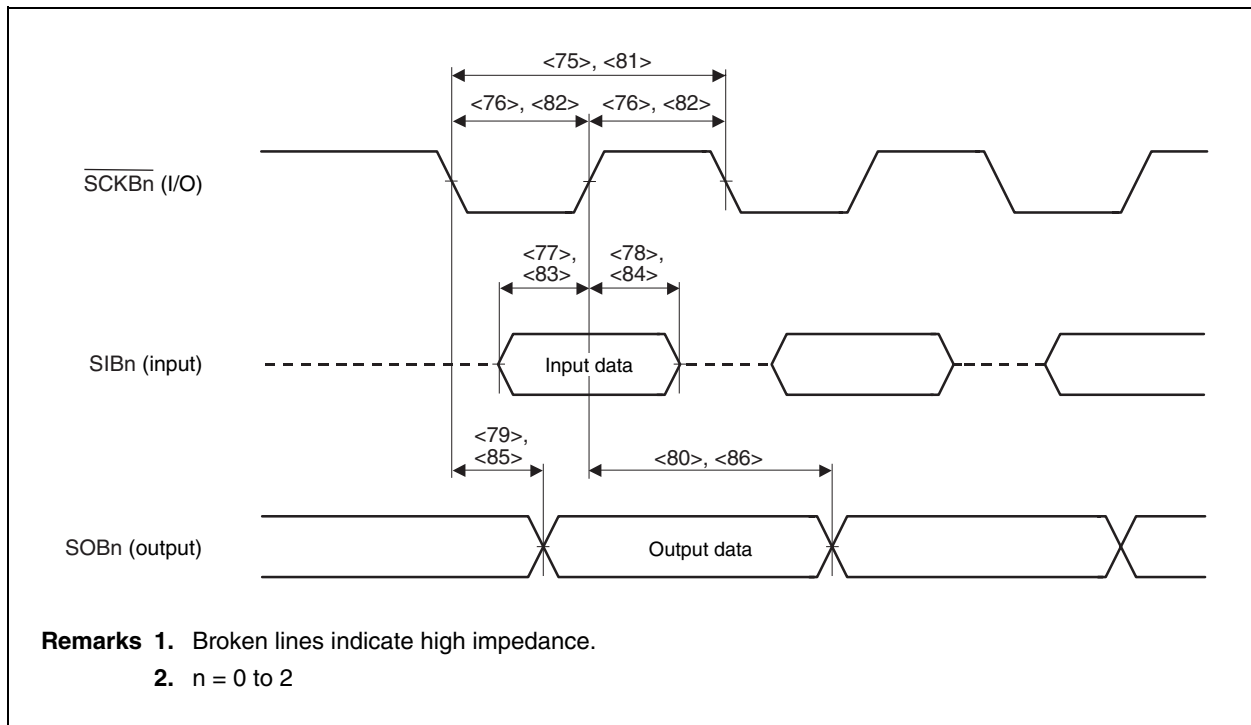 <75>, <81>
<76>, <82> <76>, <82>
SCKBn (I/O)
<77>,
<83>
<78>,
<84>
SIBn (input)
Input data
<79>,
<85>
<80>, <86>
SOBn (output)
Output data
Remarks 1. Broken lines indicate high impedance.
2. n = 0 to 2